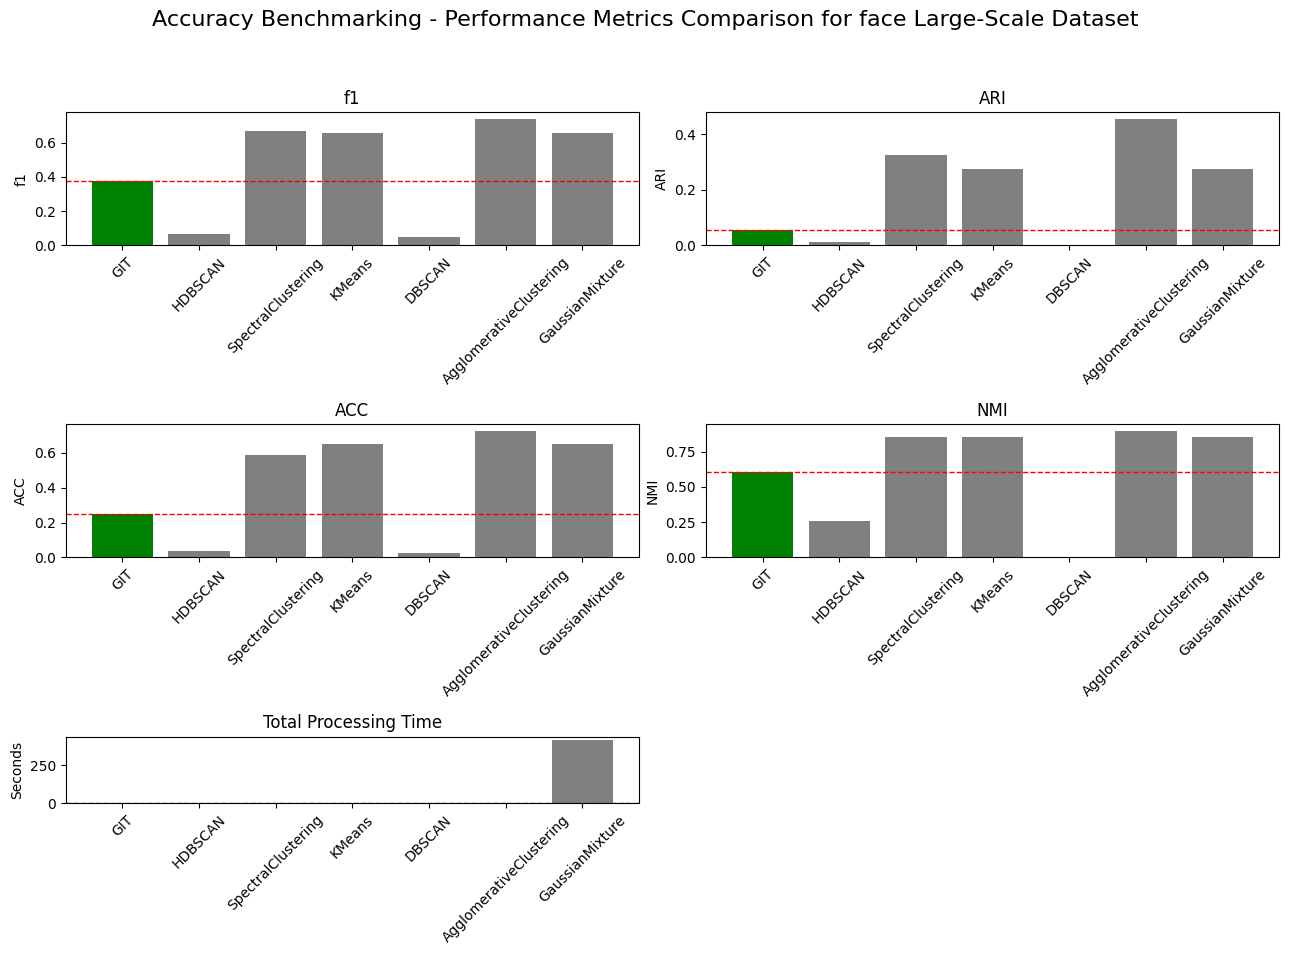 Accuracy Benchmarking - Performance Metrics Comparison for face Large-Scale Dataset
f1
f1
0.6
0.4
0.2
0.0
GIT
HDBSCAN
SpectralClustering
KMeans
DBSCAN
AgglomerativeClustering
GaussianMixture
ARI
ARI
0.4
0.2
0.0
GIT
HDBSCAN
SpectralClustering
KMeans
DBSCAN
AgglomerativeClustering
GaussianMixture
ACC
ACC
0.6
0.4
0.2
0.0
GIT
HDBSCAN
SpectralClustering
KMeans
DBSCAN
AgglomerativeClustering
GaussianMixture
NMI
NMI
0.75
0.50
0.25
0.00
GIT
HDBSCAN
SpectralClustering
KMeans
DBSCAN
AgglomerativeClustering
GaussianMixture
Total Processing Time
Seconds
250
0
GIT
HDBSCAN
SpectralClustering
KMeans
DBSCAN
AgglomerativeClustering
GaussianMixture